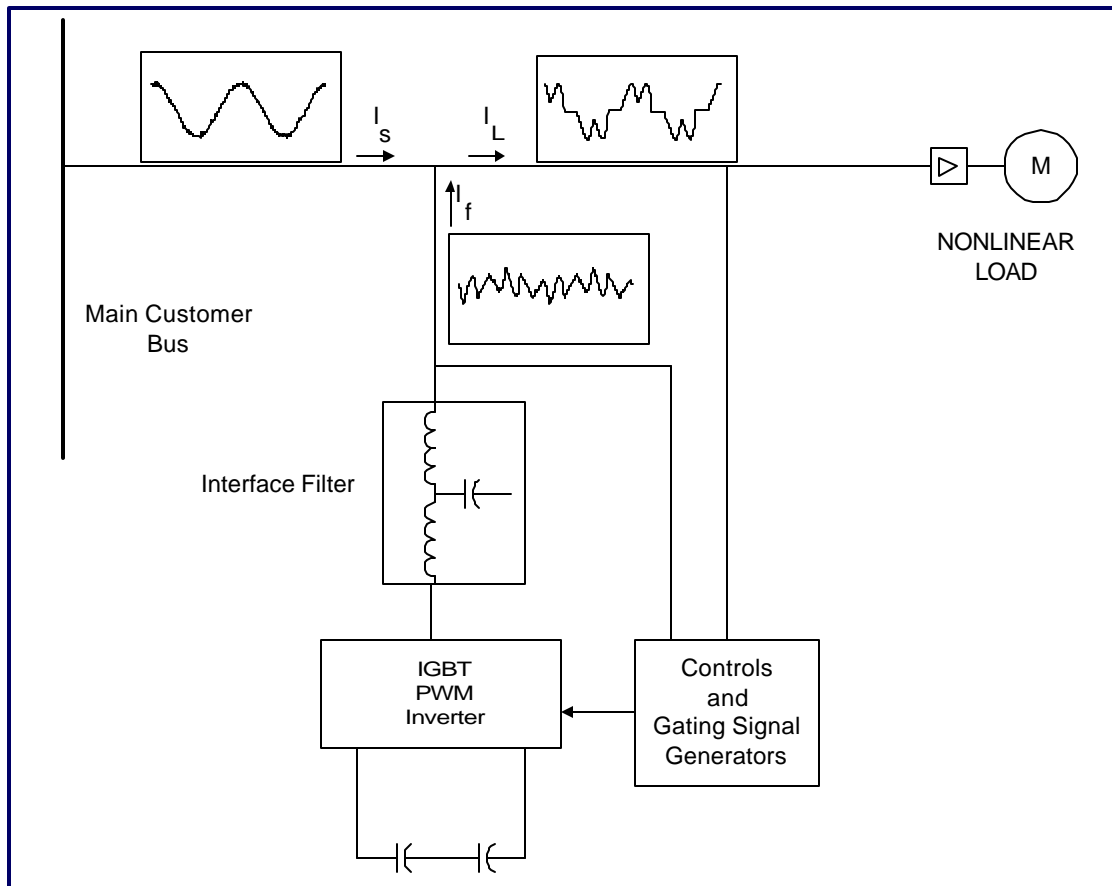 I
s
I
L
I
f
M
NONLINEAR
LOAD
Main Customer
Bus
Interface Filter
IGBT
PWM
Inverter
Controls
and
Gating Signal
Generators